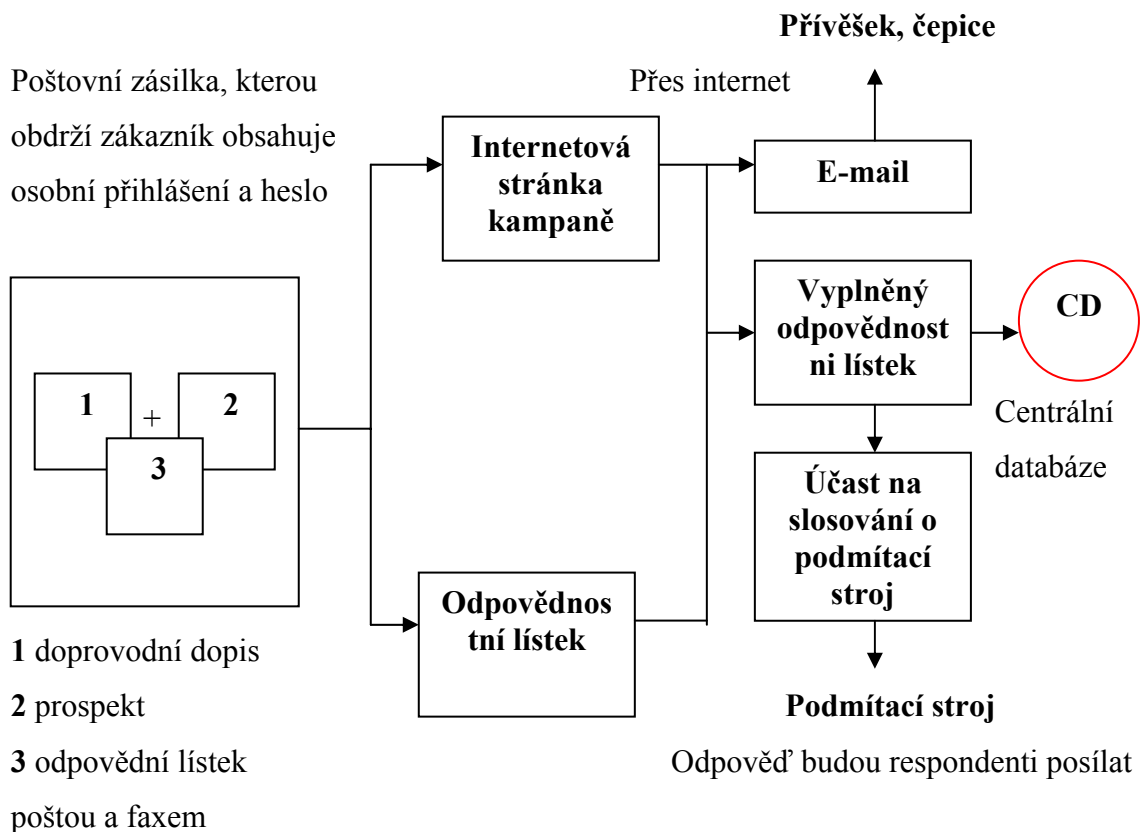 Přívěšek, čepice
Poštovní zásilka, kterou
obdrží zákazník obsahuje
osobní přihlášení a heslo
Přes internet
Internetová
stránka
kampaně
E-mail
Vyplněný
odpovědnost
ni lístek
CD
Centrální
databáze
1
+
2
3
Účast na
slosování o
podmítací
stroj
Odpovědnos
tní lístek
1 doprovodní dopis
2 prospekt
3 odpovědní lístek
poštou a faxem
Podmítací stroj
Odpověď budou respondenti posílat